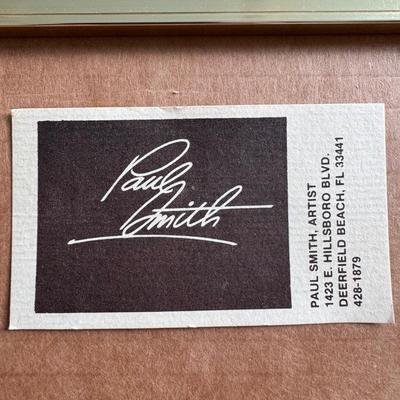 Paul
Smith
PAUL SMITH, ARTIST
1423 E. HILLSBORO BLVD.
DEERFIELD BEACH, FL 33441
428-1879